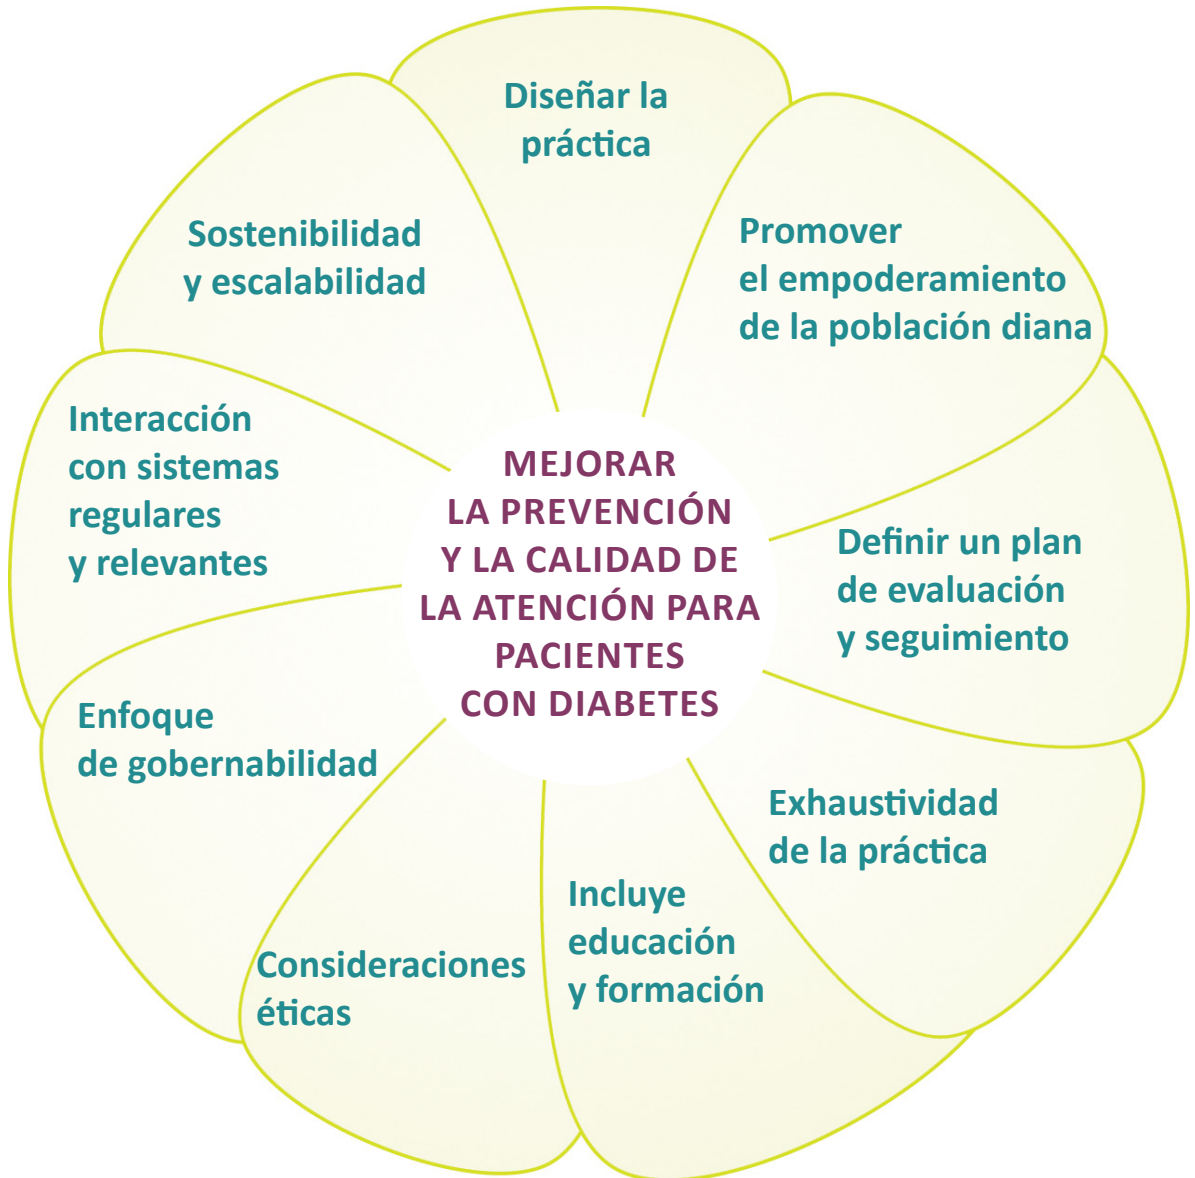 Diseñar la
práctica
Promover
el empoderamiento
de la población diana
Definir un plan
de evaluación
y seguimiento
Exhaustividad
de la práctica
Incluye
educación
y formación
Consideraciones
éticas
Enfoque
de gobernabilidad
Interacción
con sistemas
regulares
y relevantes
Sostenibilidad
y escalabilidad
MEJORAR
LA PREVENCIÓN
Y LA CALIDAD DE
LA ATENCIÓN PARA
PACIENTES
CON DIABETES